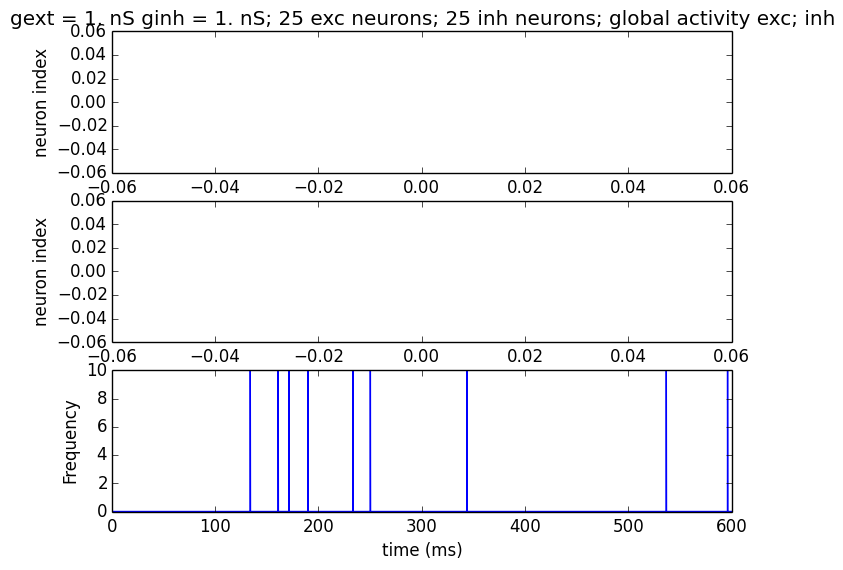 gext = 1. nS ginh = 1. nS; 25 exc neurons; 25 inh neurons; global activity exc; inh
0.06
0.04
0.02
0.00
−0.02
−0.04
−0.06
neuron index
−0.06 −0.04 −0.02 0.00 0.02 0.04 0.06
0.06
0.04
0.02
0.00
−0.02
−0.04
−0.06
neuron index
−0.06 −0.04 −0.02 0.00 0.02 0.04 0.06
10
8
6
4
2
0
Frequency
0 100 200 300 400 500 600
time (ms)